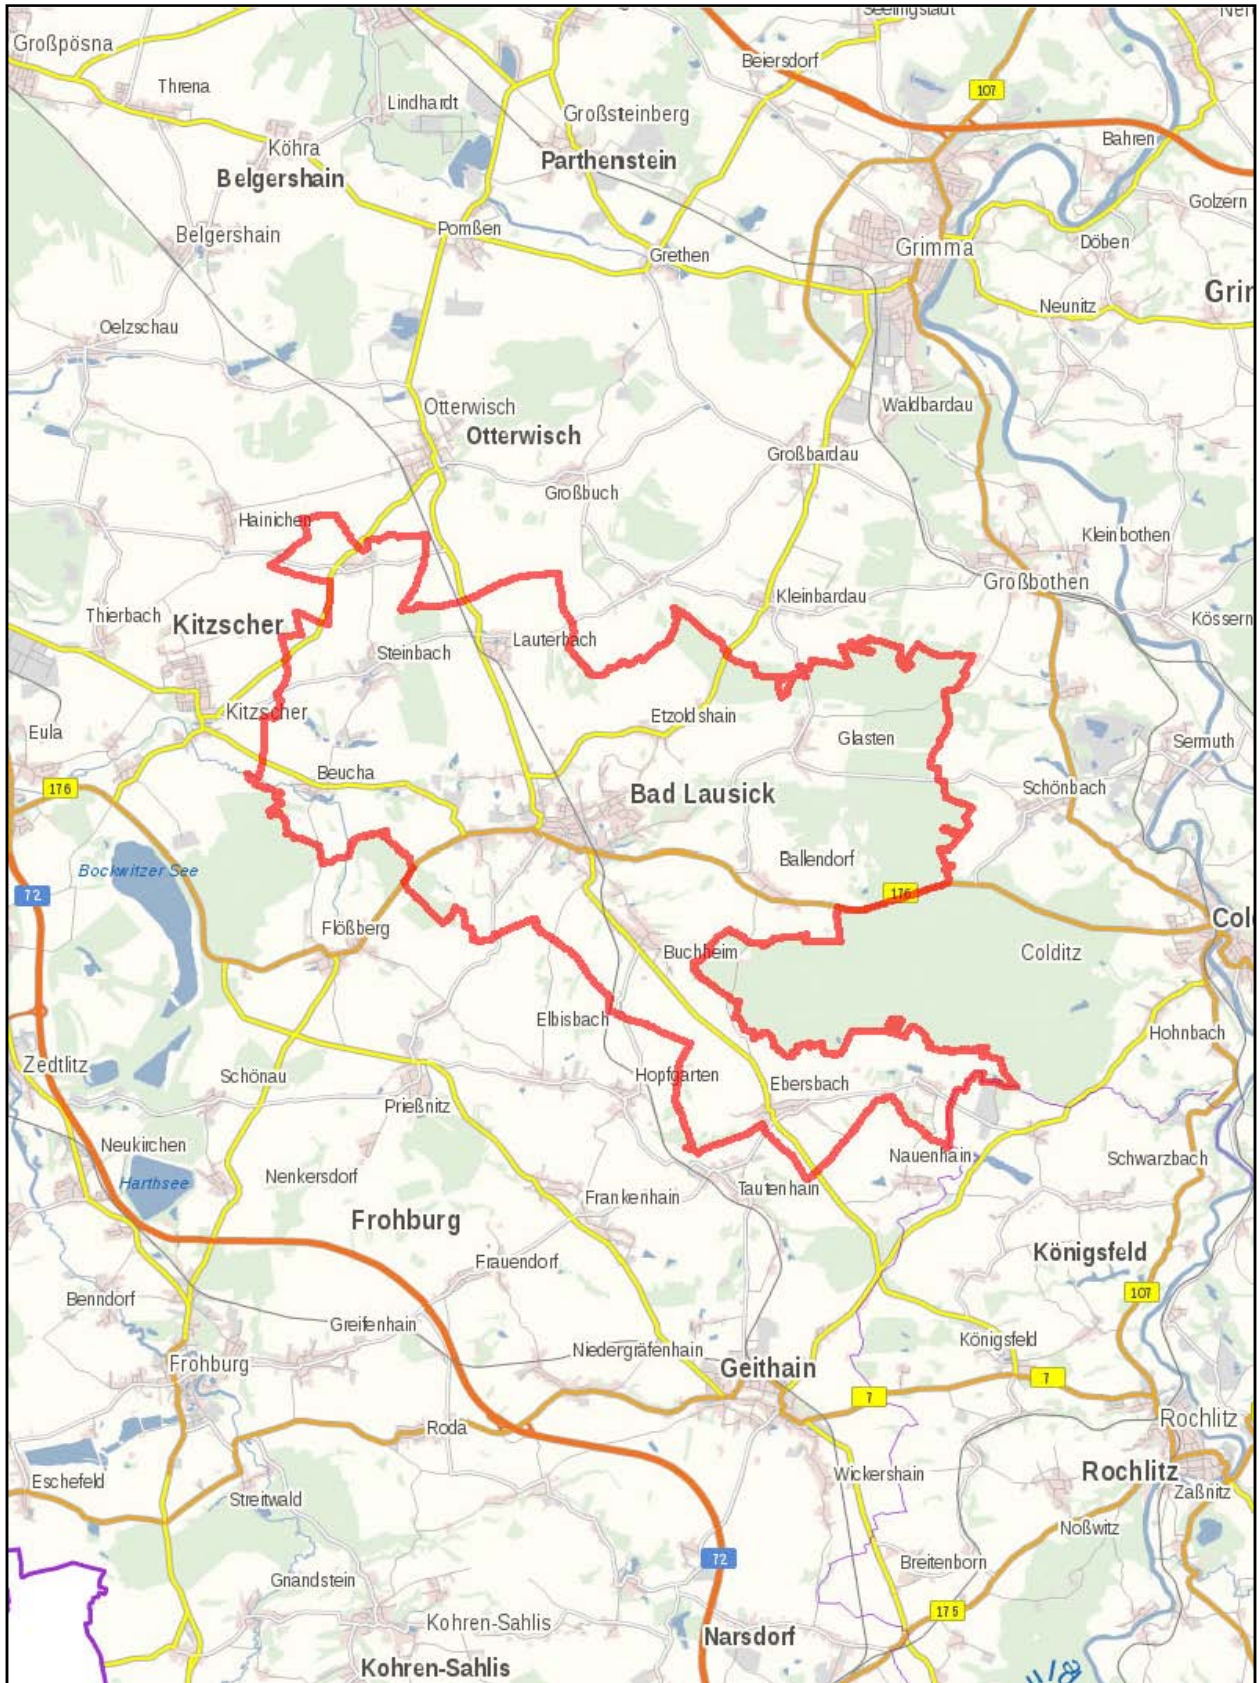 Seelingstadt
Großpösna
Beiersdorf
Threna
107
Lindhardt
Großsteinberg
Bahren
Köhra
Parthenstein
Belgershain
Golzern
Pomßen
Belgershain
Döben
Grimma
Grethen
Grir
Neunitz
Oelzschau
Otterwisch
Waldbardau
Otterwisch
Großbardau
Großbuch
Hainichen
Kleinbothen
Großbothen
Kleinbardau
Thierbach
Kössern
Kitzscher
Lauterbach
Steinbach
Kitzscher
Etzoldshain
Eula
Glasten
Sermuth
Beucha
176
Schönbach
Bad Lausick
Ballendorf
Bockwitzer See
72
176
Col
Flößberg
Buchheim
Colditz
Elbisbach
Hohnbach
Zedtlitz
Schönau
Hopfgarten
Ebersbach
Prießnitz
Neukirchen
Nauenhain
Schwarzbach
Nenkersdorf
Harthsee
Tautenhain
Frankenhain
Frohburg
Königsfeld
Frauendorf
107
Benndorf
Greifenhain
Königsfeld
Niedergräfenhain
Frohburg
Geithain
7
7
Rochlitz
Roda
Rochlitz
Wickershain
Eschefeld
Zaßnitz
Streitwald
Noßwitz
72
Breitenborn
Gnandstein
175
Kohren-Sahlis
Narsdorf
Kohren-Sahlis